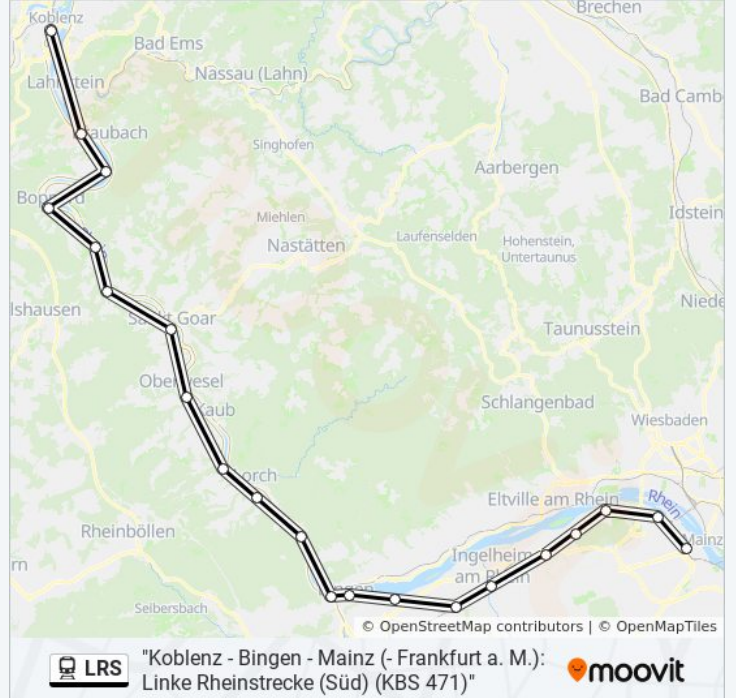 Koblenz
Brechen
Bad Ems
Nassau (Lahn)
Lahnstein
Bad Camb
Braubach
Singhofen
Aarbergen
Boppard
Idstein
Miehlen
Laufenselden
Hohenstein,
Untertaunus
Nastätten
lshausen
Niede
Sankt Goar
Taunusstein
Oberwesel
Kaub
Schlangenbad
Wiesbaden
Lorch
Eltville am Rhein
Rhein
Rheinböllen
Mainz
Ingelheim
am Rhein
rn
Bingen
Seibersbach
© OpenStreetMap contributors | © OpenMapTiles
LRS
"Koblenz - Bingen - Mainz (- Frankfurt a. M.):
Linke Rheinstrecke (Süd) (KBS 471)"
moovit